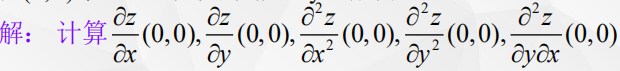 解： 计算 ∂z/∂x (0,0), ∂z/∂y (0,0), ∂²z/∂x² (0,0), ∂²z/∂y² (0,0), ∂²z/∂y∂x (0,0)